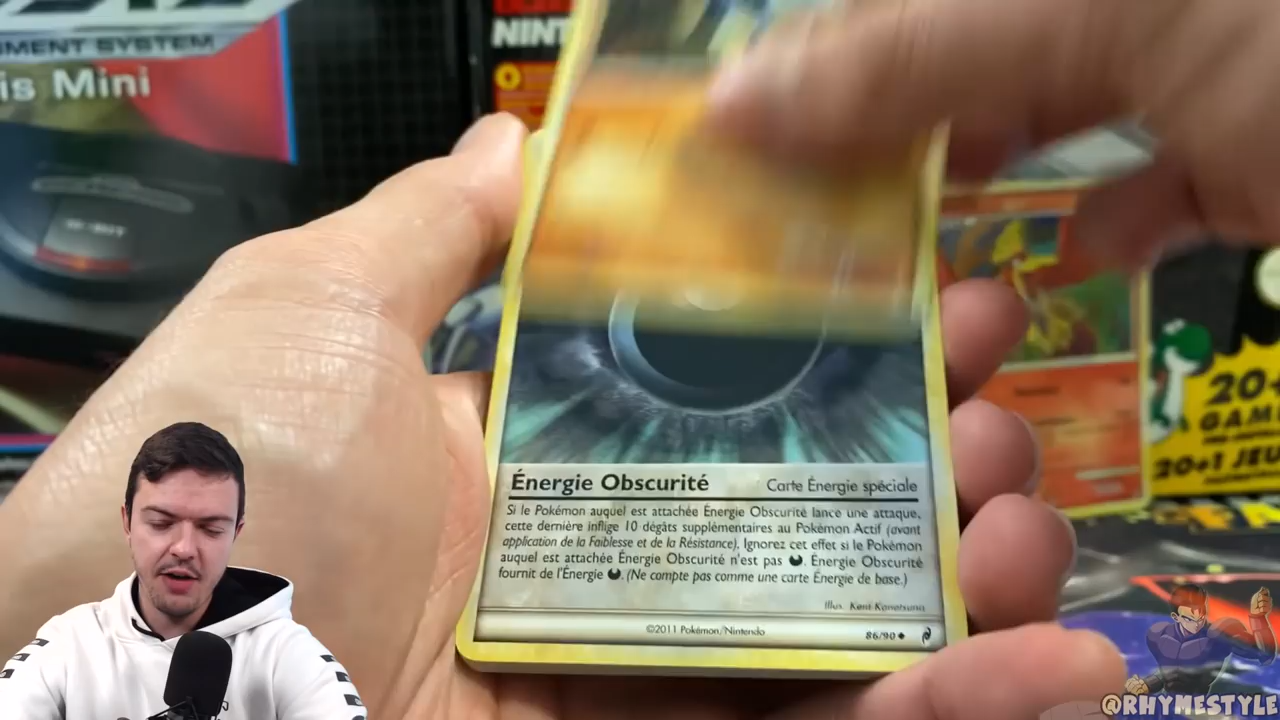 UMENT SYSTEM
is Mini
NINT
20+
GAM
20+1 JEU
Énergie Obscurité
Carte Énergie spéciale
Si le Pokémon auquel est attachée Énergie Obscurité lance une attaque,
cette dernière inflige 10 dégâts supplémentaires au Pokémon Actif (avant
application de la Faiblesse et de la Résistance). Ignorez cet effet si le Pokémon
auquel est attachée Énergie Obscurité n'est pas . Énergie Obscurité
fournit de l'Énergie . (Ne compte pas comme une carte Énergie de base.)
Illus. Kent Kanetsuna
©2011 Pokémon/Nintendo
86/90
@RHYMESTYLE